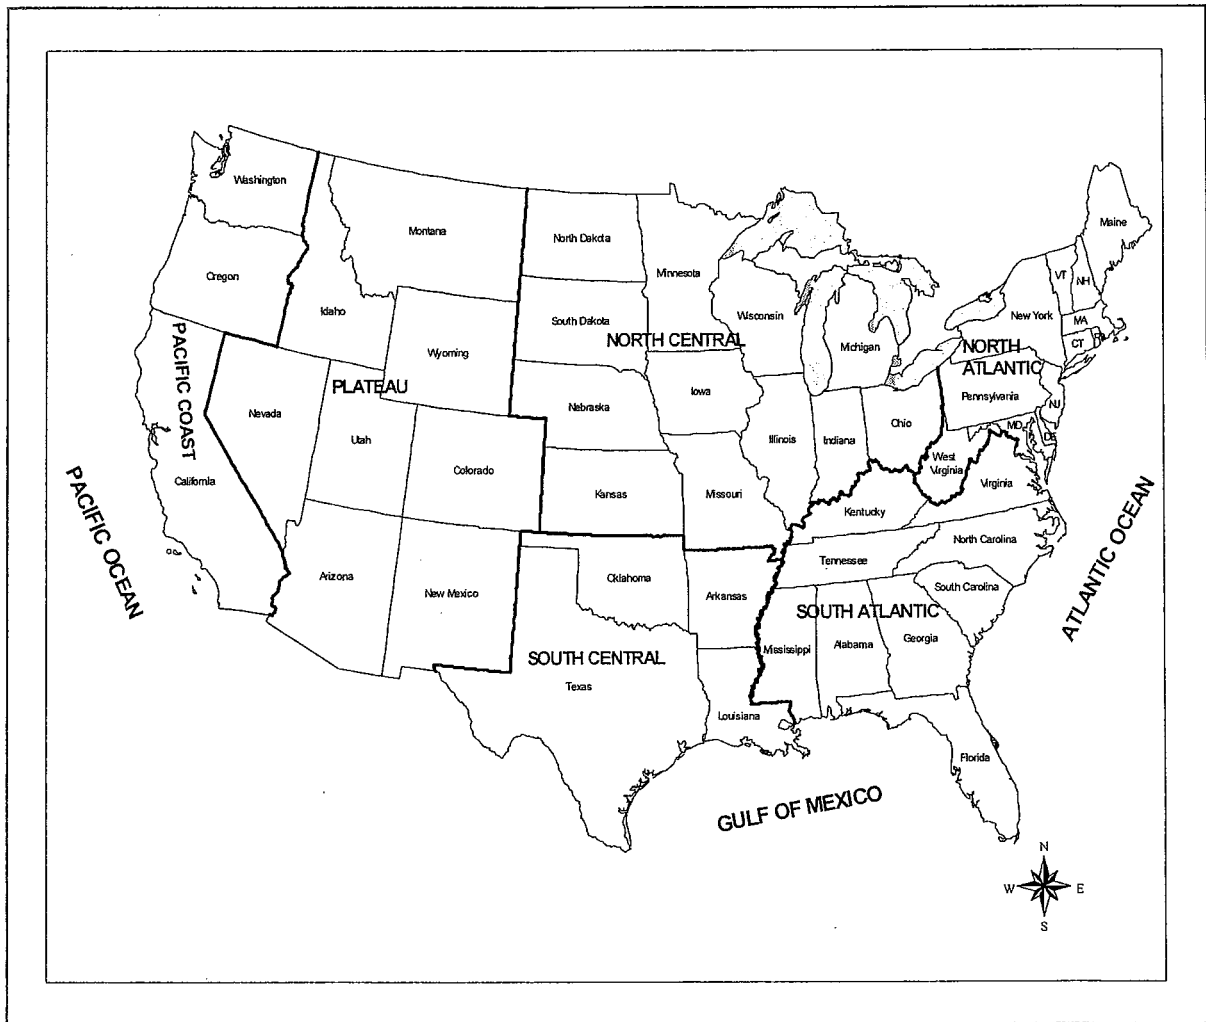 Washington
Maine
Montana
North Dakota
Minnesota
VT
NH
Oregon
Idaho
South Dakota
Wisconsin
New York
MA
PACIFIC COAST
NORTH CENTRAL
Michigan
NORTH
ATLANTIC
CT
RI
Wyoming
PLATEAU
Iowa
Pennsylvania
NJ
Nevada
Nebraska
Ohio
MD
DE
Utah
Illinois
Indiana
West
Virginia
Colorado
California
Kansas
Missouri
Virginia
Kentucky
PACIFIC OCEAN
ATLANTIC OCEAN
North Carolina
Tennessee
Arizona
New Mexico
Oklahoma
Arkansas
South Carolina
SOUTH ATLANTIC
Mississippi
Alabama
Georgia
SOUTH CENTRAL
Texas
Louisiana
Florida
GULF OF MEXICO
N
W
E
S